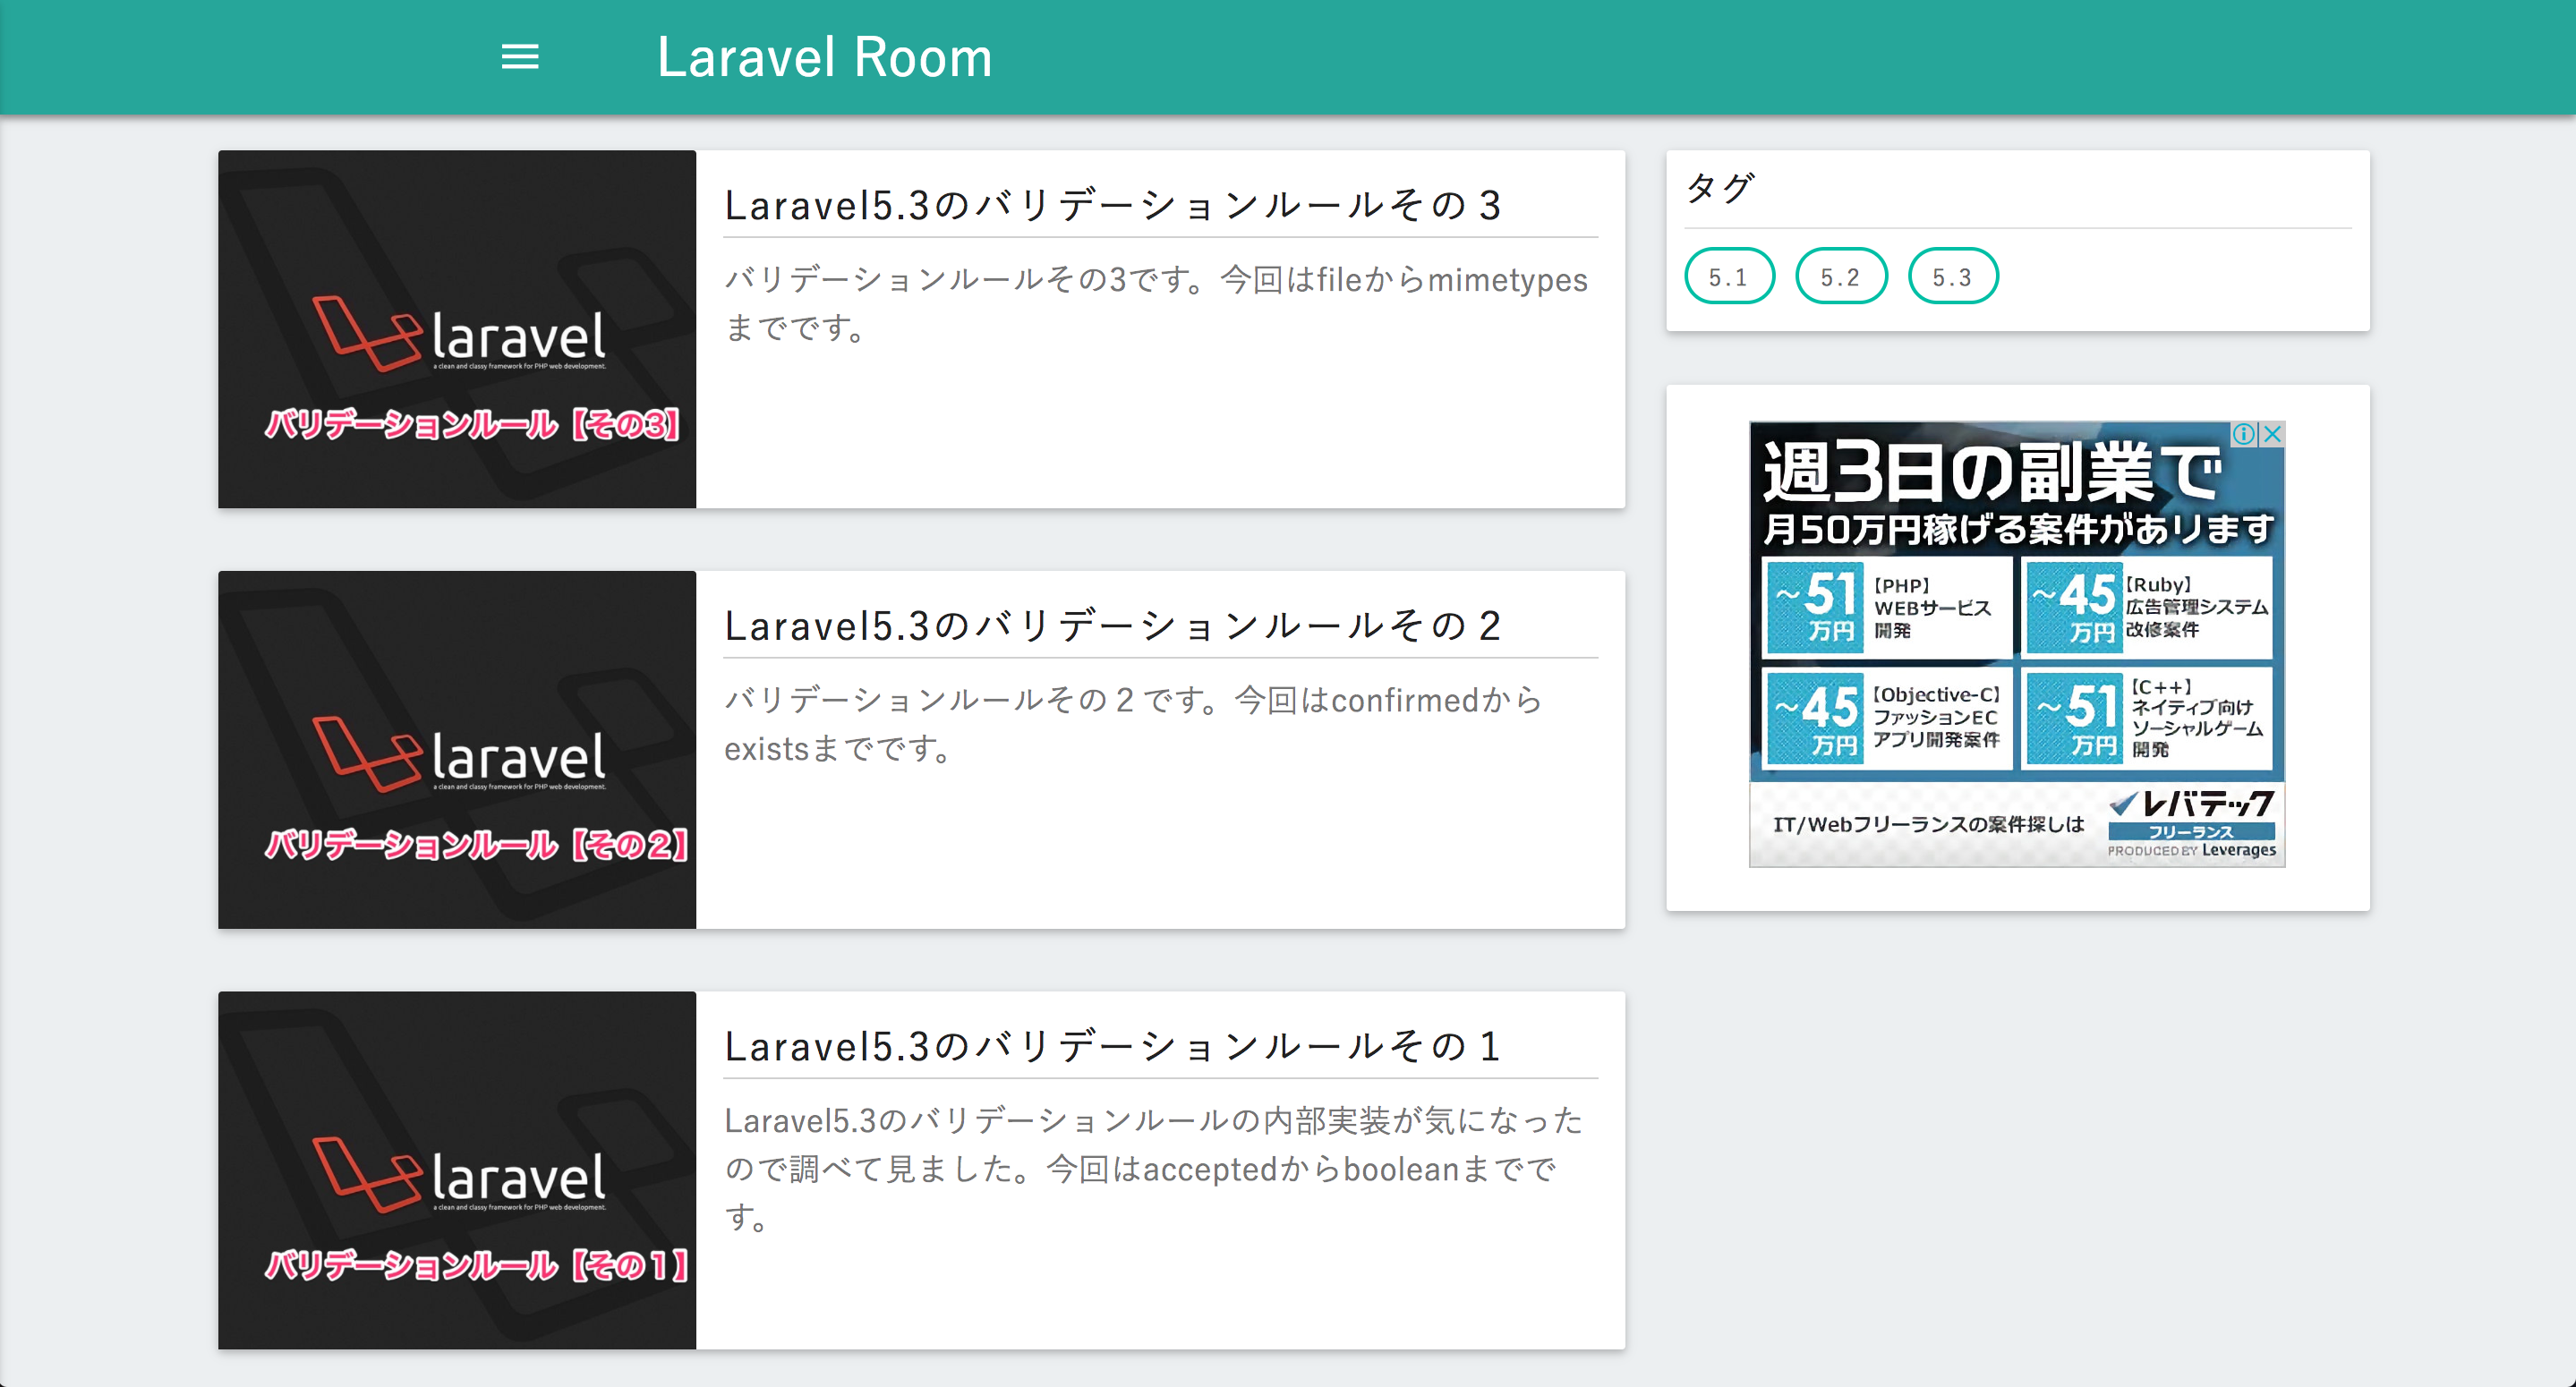 Laravel Room
laravel
a clean and classy framework for PHP web development.
バリデーションルール【その3】
Laravel5.3のバリデーションルールその３
バリデーションルールその3です。今回はfileからmimetypes
までです。
laravel
a clean and classy framework for PHP web development.
バリデーションルール【その２】
Laravel5.3のバリデーションルールその２
バリデーションルールその２です。今回はconfirmedから
existsまでです。
laravel
a clean and classy framework for PHP web development.
バリデーションルール【その１】
Laravel5.3のバリデーションルールその１
Laravel5.3のバリデーションルールの内部実装が気になった
ので調べて見ました。今回はacceptedからbooleanまでで
す。
タグ
5.1 5.2 5.3
週3日の副業で
月50万円稼げる案件があります
～51
万円
【PHP】
WEBサービス
開発
～45
万円
【Ruby】
広告管理システム
改修案件
～45
万円
【Objective-C】
ファッションEC
アプリ開発案件
～51
万円
【C++】
ネイティブ向け
ソーシャルゲーム
開発
IT/Webフリーランスの案件探しは
レバテック
フリーランス
PRODUCED BY Leverages